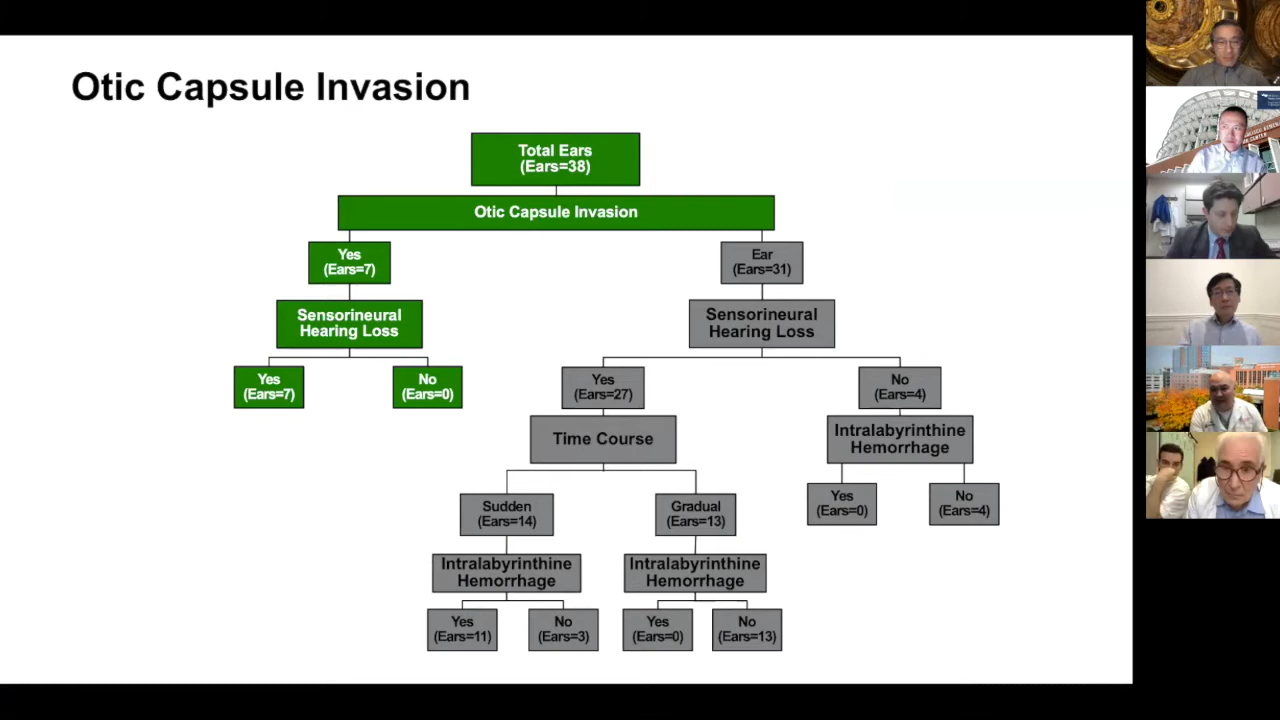 Otic Capsule Invasion
Total Ears
(Ears=38)
Otic Capsule Invasion
Yes
(Ears=7)
Ear
(Ears=31)
Sensorineural
Hearing Loss
Sensorineural
Hearing Loss
Yes
(Ears=7)
No
(Ears=0)
Yes
(Ears=27)
No
(Ears=4)
Time Course
Intralabyrinthine
Hemorrhage
Sudden
(Ears=14)
Gradual
(Ears=13)
Yes
(Ears=0)
No
(Ears=4)
Intralabyrinthine
Hemorrhage
Intralabyrinthine
Hemorrhage
Yes
(Ears=11)
No
(Ears=3)
Yes
(Ears=0)
No
(Ears=13)